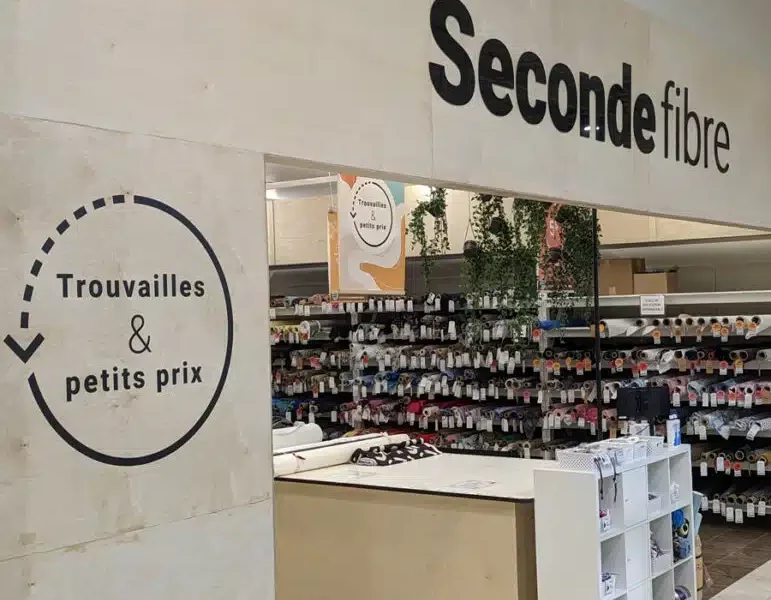 Seconde fibre
Trouvailles
&
petits prix
Trouvailles
&
petits prix